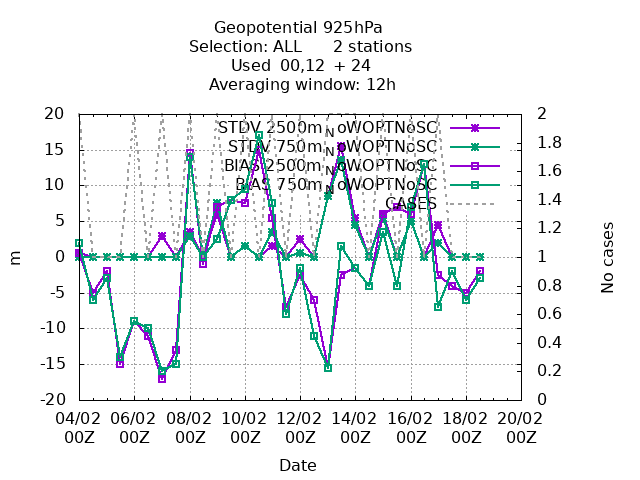 Geopotential 925hPa
Selection: ALL 2 stations
Used 00,12 + 24
Averaging window: 12h
20 2
STDV 2500m_NoWOPTNoSC
15 1.8
STDV 750m_NoWOPTNoSC
1.6
BIAS 2500m_NoWOPTNoSC
10 BIAS 750m_NoWOPTNoSC
1.4
CASES
5 1.2
0 1
-5 0.8
0.6
-10 0.4
-15 0.2
-20 0
m
No cases
04/02 06/02 08/02 10/02 12/02 14/02 16/02 18/02 20/02
00Z 00Z 00Z 00Z 00Z 00Z 00Z 00Z 00Z
Date